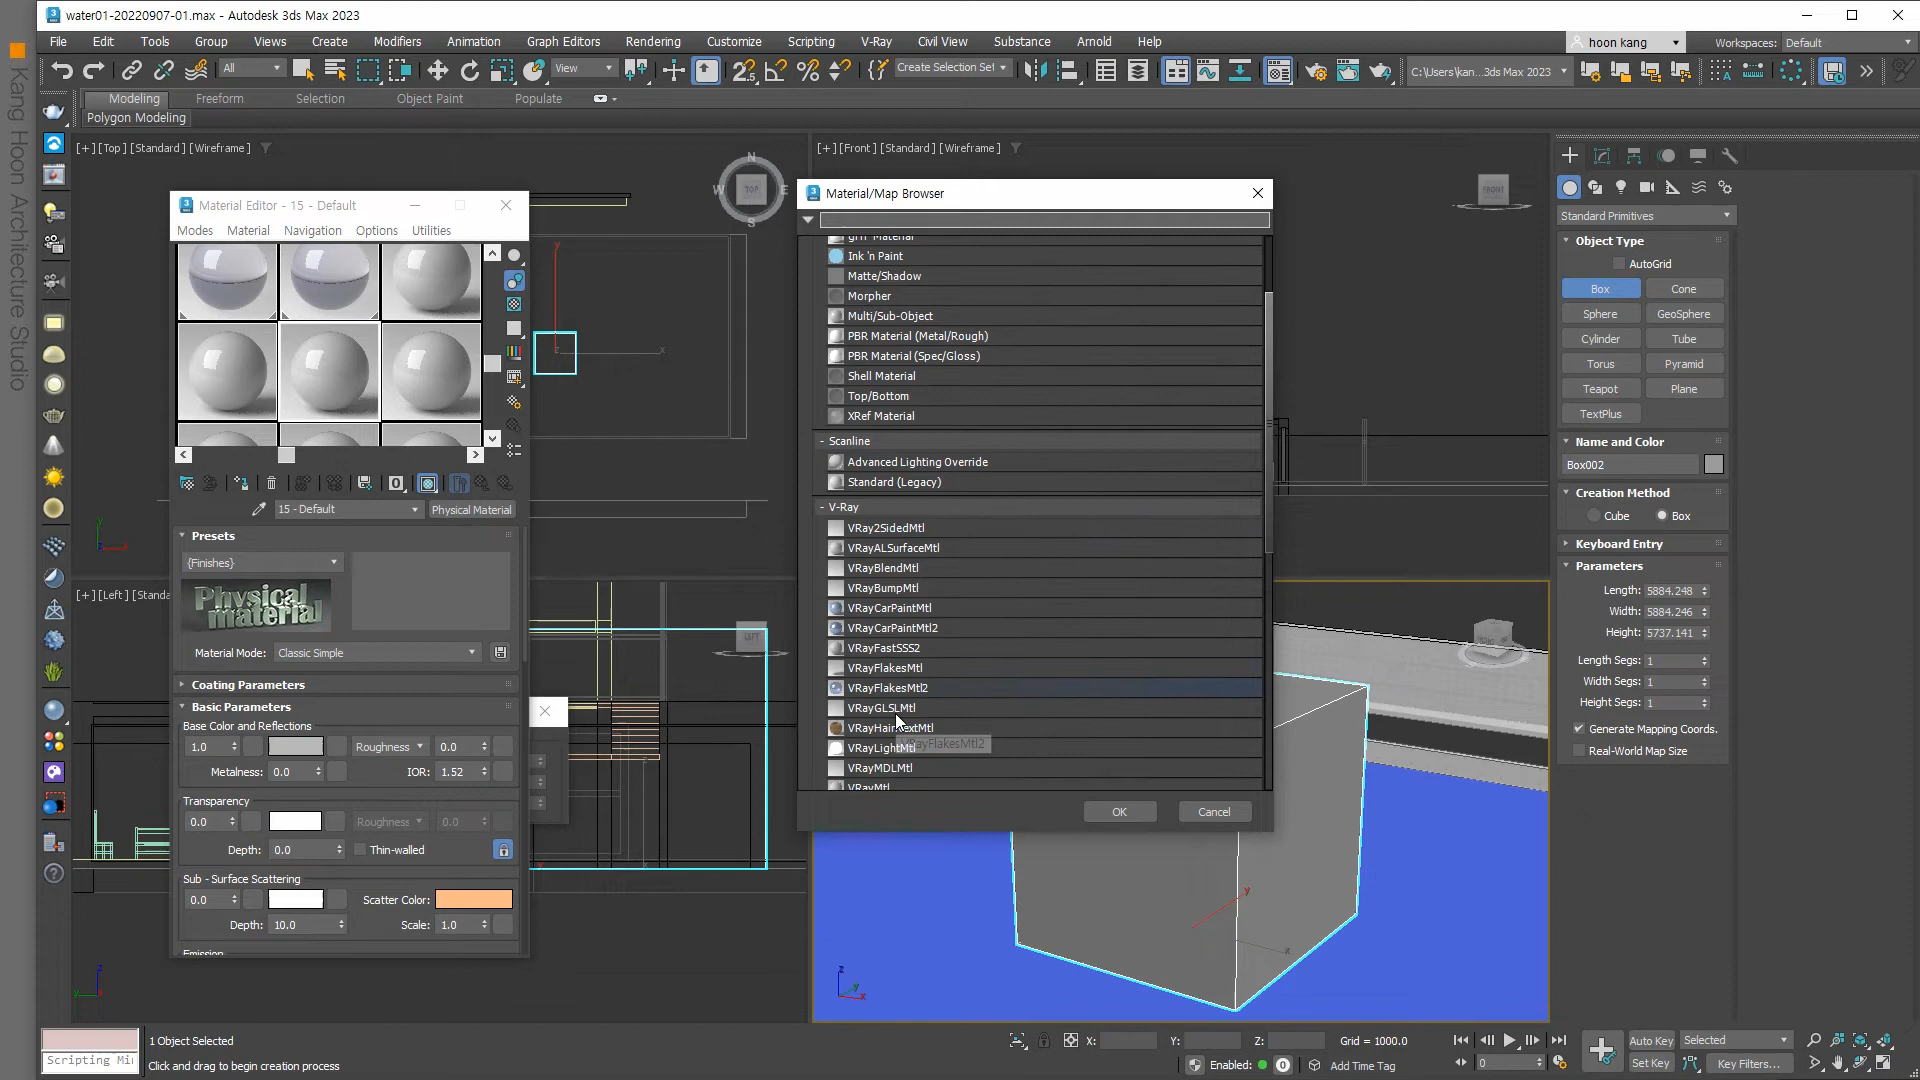 water01-20220907-01.max - Autodesk 3ds Max 2023
File Edit Tools Group Views Create Modifiers Animation Graph Editors Rendering Customize Scripting V-Ray Civil View Substance Arnold Help
hoon kang
Workspaces: Default
All
View
Create Selection Set
C:\Users\kan...3ds Max 2023
Modeling Freeform Selection Object Paint Populate
Polygon Modeling
Kang Hoon Architecture Studio
[+] [Top] [Standard] [Wireframe]
N
W TOP E
S
[+] [Front] [Standard] [Wireframe]
FRONT
[+] [Left] [Standa
LEFT
Material Editor - 15 - Default
Modes Material Navigation Options Utilities
15 - Default
Physical Material
Presets
{Finishes}
Physical material
Material Mode: Classic Simple
Coating Parameters
Basic Parameters
Base Color and Reflections
1.0 Roughness 0.0
Metalness: 0.0 IOR: 1.52
Transparency
0.0 Roughness 0.0
Depth: 0.0 Thin-walled
Sub - Surface Scattering
0.0 Scatter Color:
Depth: 10.0 Scale: 1.0
Emission
Material/Map Browser
Ink 'n Paint
Matte/Shadow
Morpher
Multi/Sub-Object
PBR Material (Metal/Rough)
PBR Material (Spec/Gloss)
Shell Material
Top/Bottom
XRef Material
- Scanline
Advanced Lighting Override
Standard (Legacy)
- V-Ray
VRay2SidedMtl
VRayALSurfaceMtl
VRayBlendMtl
VRayBumpMtl
VRayCarPaintMtl
VRayCarPaintMtl2
VRayFastSSS2
VRayFlakesMtl
VRayFlakesMtl2
VRayGLSLMtl
VRayHairNextMtl
VRayFlakesMtl2
VRayLightMtl
VRayMDLMtl
VRayMtl
OK Cancel
Standard Primitives
Object Type
AutoGrid
Box Cone
Sphere GeoSphere
Cylinder Tube
Torus Pyramid
Teapot Plane
TextPlus
Name and Color
Box002
Creation Method
Cube Box
Keyboard Entry
Parameters
Length: 5884.248
Width: 5884.246
Height: 5737.141
Length Segs: 1
Width Segs: 1
Height Segs: 1
Generate Mapping Coords.
Real-World Map Size
Scripting Mi
1 Object Selected
Click and drag to begin creation process
X: Y: Z: Grid = 1000.0
Enabled: 0 Add Time Tag
0
Auto Key Selected
Set Key Key Filters...